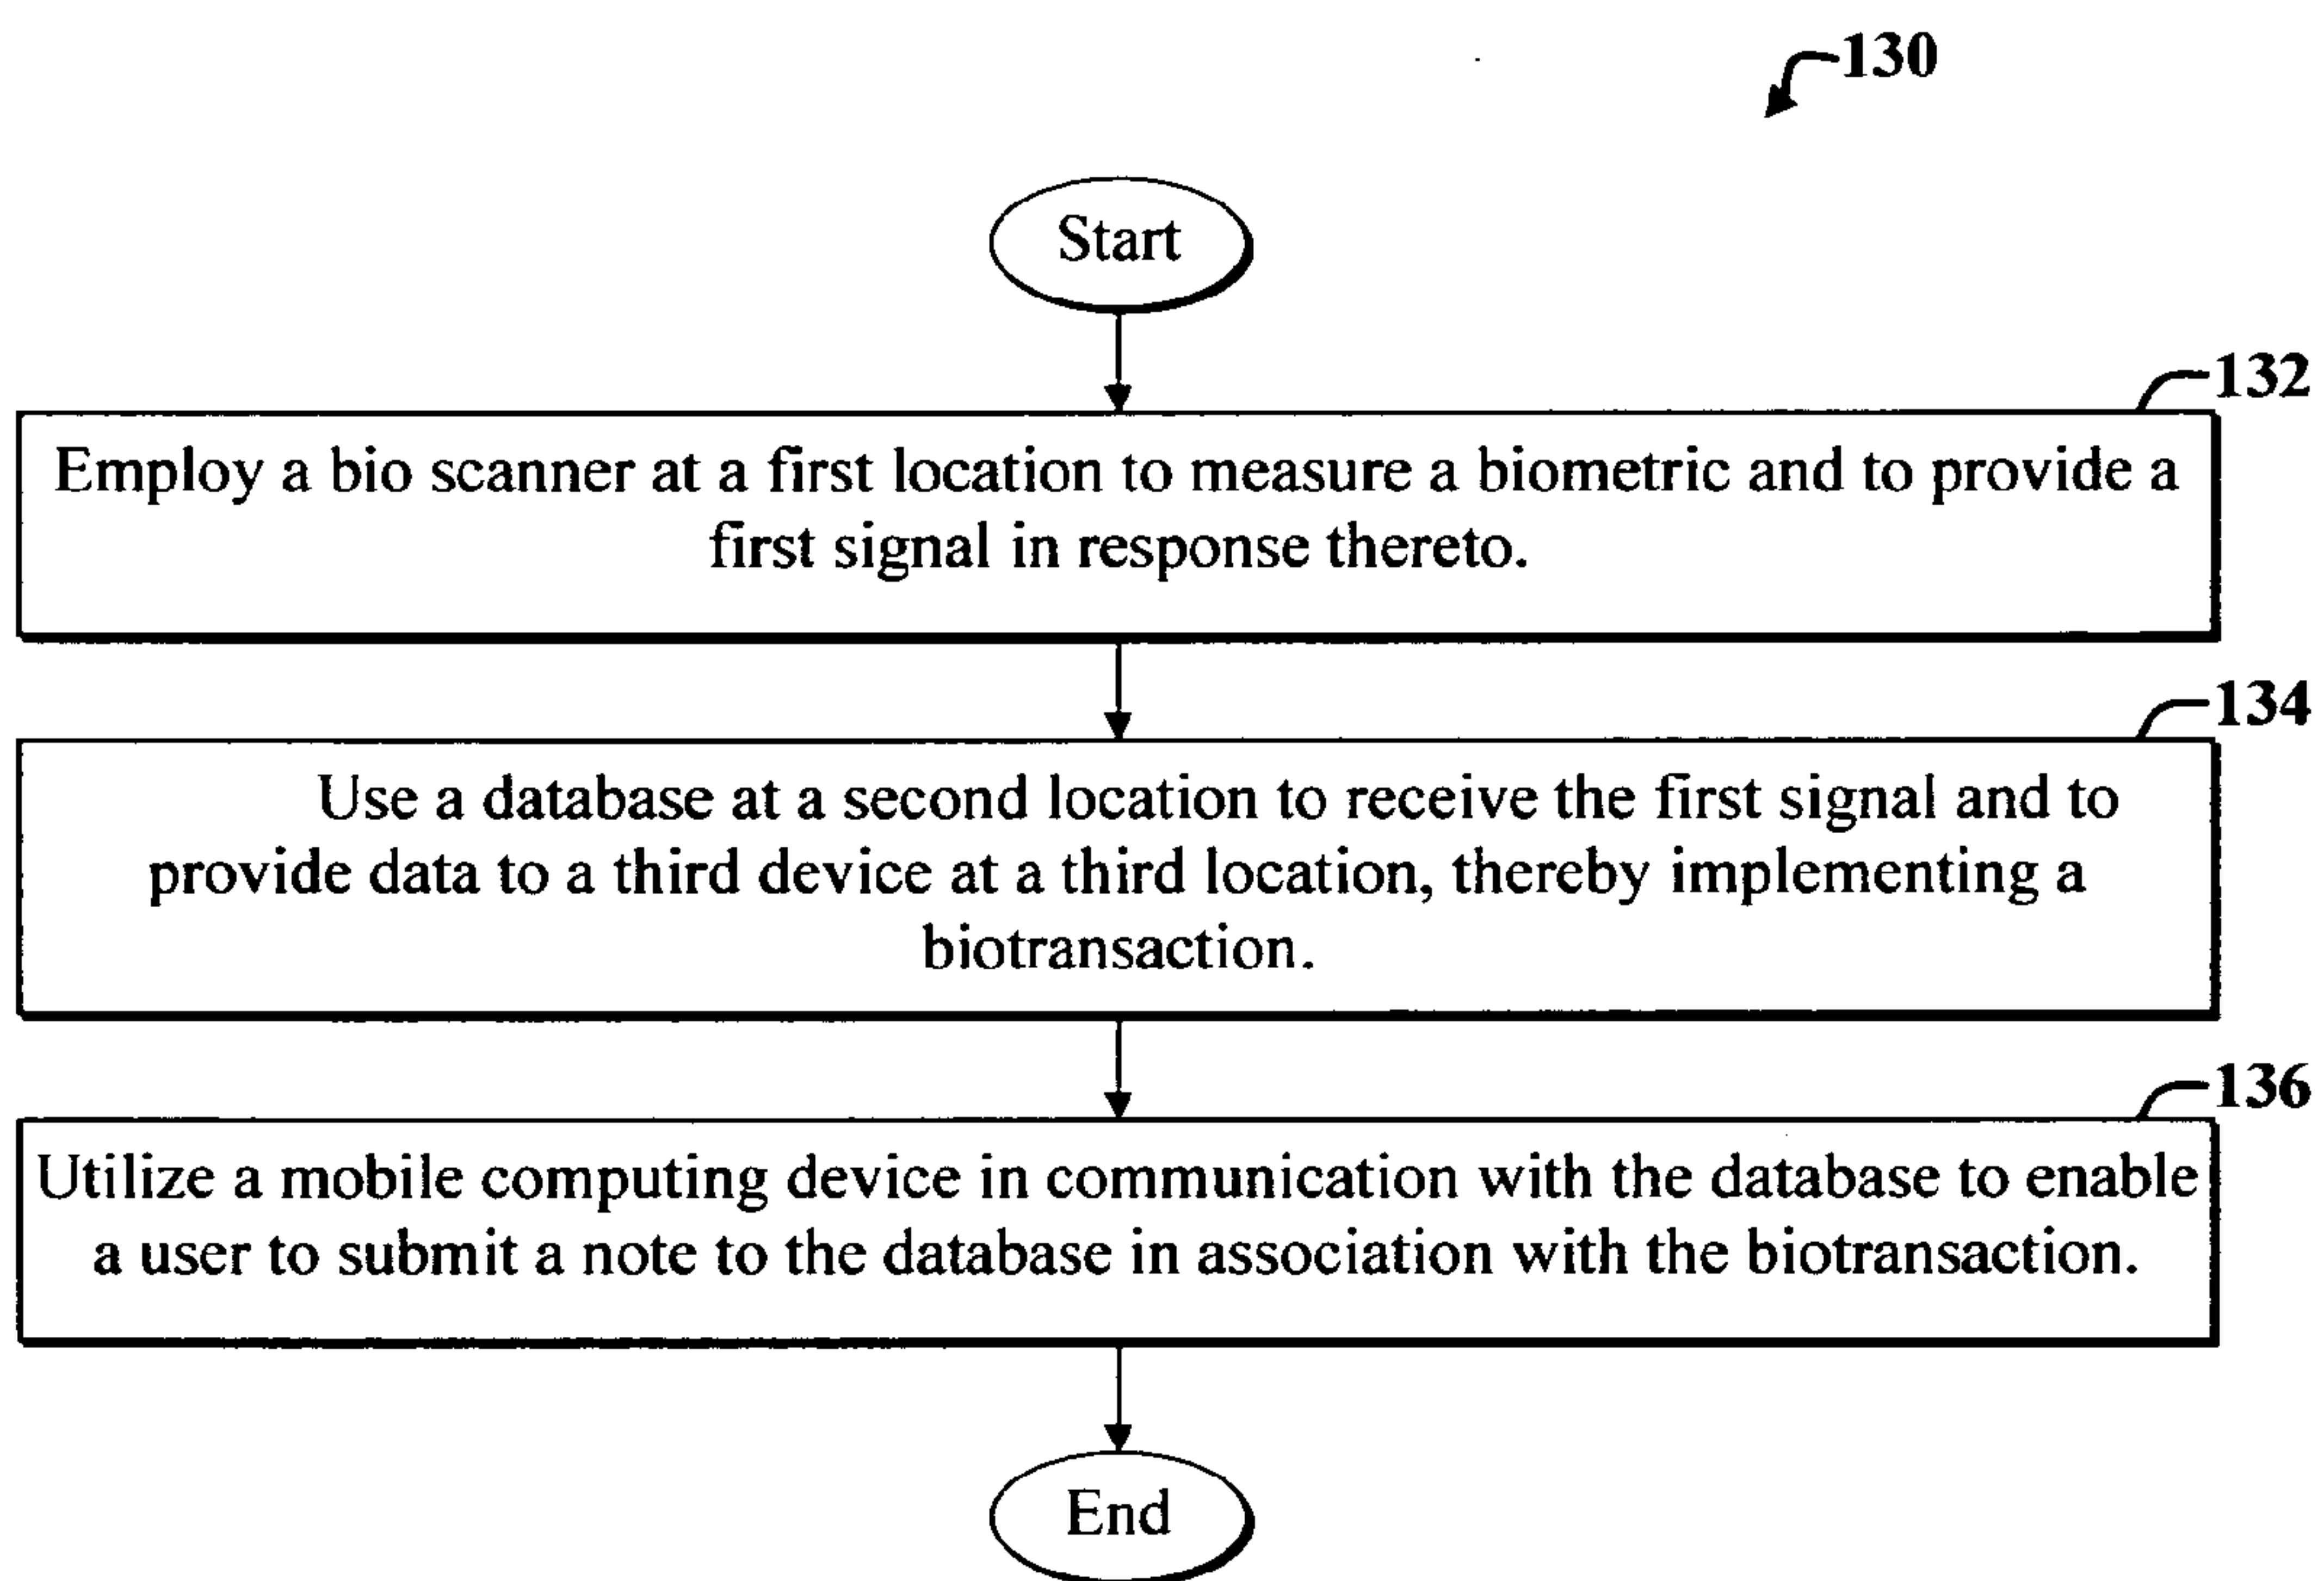 130
Start
132
Employ a bio scanner at a first location to measure a biometric and to provide a
first signal in response thereto.
134
Use a database at a second location to receive the first signal and to
provide data to a third device at a third location, thereby implementing a
biotransaction.
136
Utilize a mobile computing device in communication with the database to enable
a user to submit a note to the database in association with the biotransaction.
End